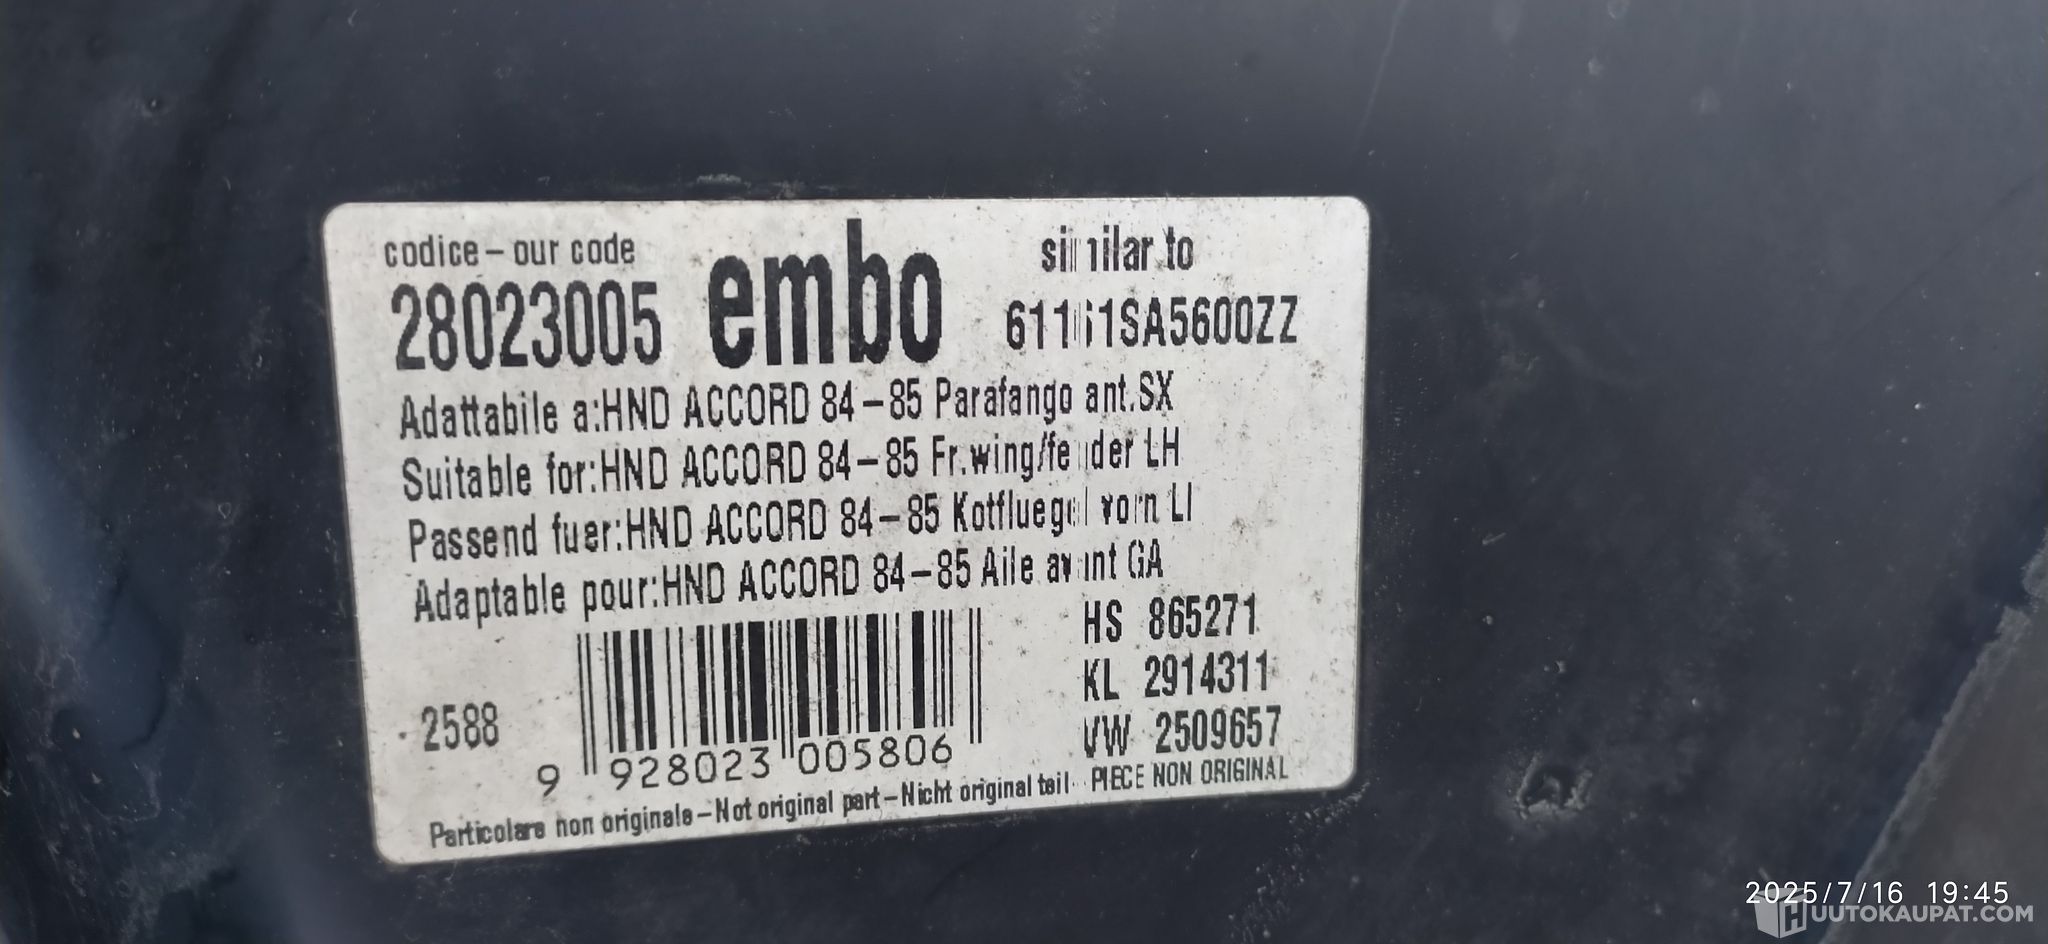 codice - our code
28023005
embo
similar to
61161SA5600ZZ
Adattabile a:HND ACCORD 84-85 Parafango ant.SX
Suitable for:HND ACCORD 84-85 Fr.wing/fender LH
Passend fuer:HND ACCORD 84-85 Kotfluegel vorn LI
Adaptable pour:HND ACCORD 84-85 Aile avant GA
HS 865271
KL 2914311
VW 2509657
2588
9 928023 005806
Particolare non originale - Not original part - Nicht original teil - PIECE NON ORIGINAL
2025/7/16 19:45
HUUTOKAUPAT.COM